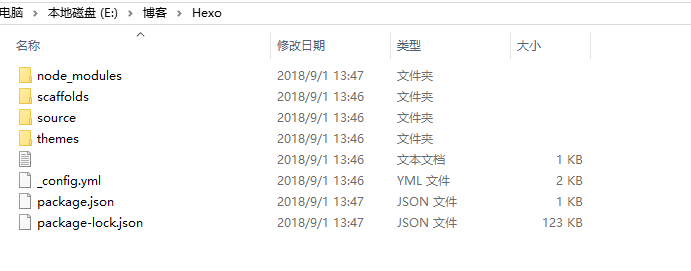 电脑 本地磁盘 (E:) 博客 Hexo
名称 修改日期 类型 大小
node_modules 2018/9/1 13:47 文件夹
scaffolds 2018/9/1 13:46 文件夹
source 2018/9/1 13:46 文件夹
themes 2018/9/1 13:46 文件夹
2018/9/1 13:46 文本文档 1 KB
_config.yml 2018/9/1 13:46 YML 文件 2 KB
package.json 2018/9/1 13:47 JSON 文件 1 KB
package-lock.json 2018/9/1 13:47 JSON 文件 123 KB